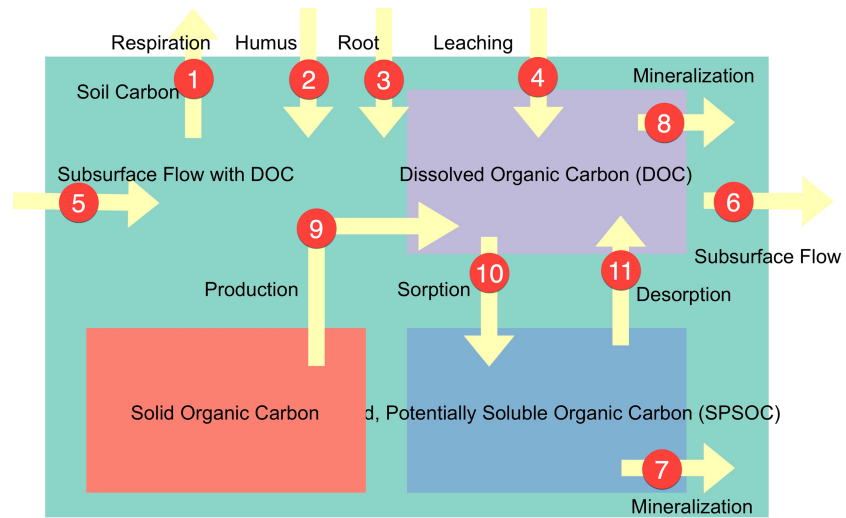 Respiration
Humus
Root
Leaching
1
2
3
4
Mineralization
Soil Carbon
8
Subsurface Flow with DOC
Dissolved Organic Carbon (DOC)
5
6
9
Subsurface Flow
10
11
Production
Sorption
Desorption
Solid Organic Carbon
d, Potentially Soluble Organic Carbon (SPSOC)
7
Mineralization